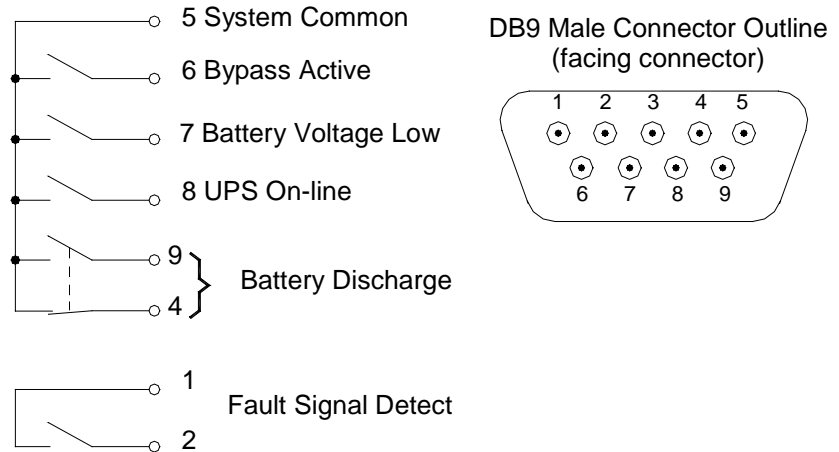 5 System Common
6 Bypass Active
7 Battery Voltage Low
8 UPS On-line
9
4
Battery Discharge
1
2
Fault Signal Detect
DB9 Male Connector Outline
(facing connector)
1 2 3 4 5
6 7 8 9